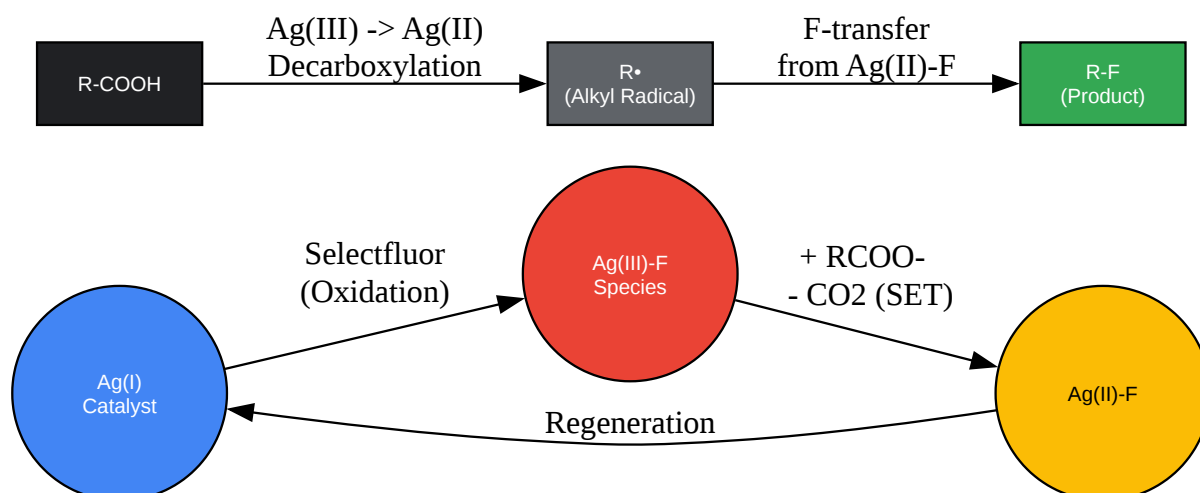 Ag(III) -> Ag(II)
Decarboxylation
F-transfer
from Ag(II)-F
R-COOH
R•
(Alkyl Radical)
R-F
(Product)
Selectfluor
(Oxidation)
Ag(III)-F
Species
+ RCOO-
- CO2 (SET)
Ag(I)
Catalyst
Regeneration
Ag(II)-F